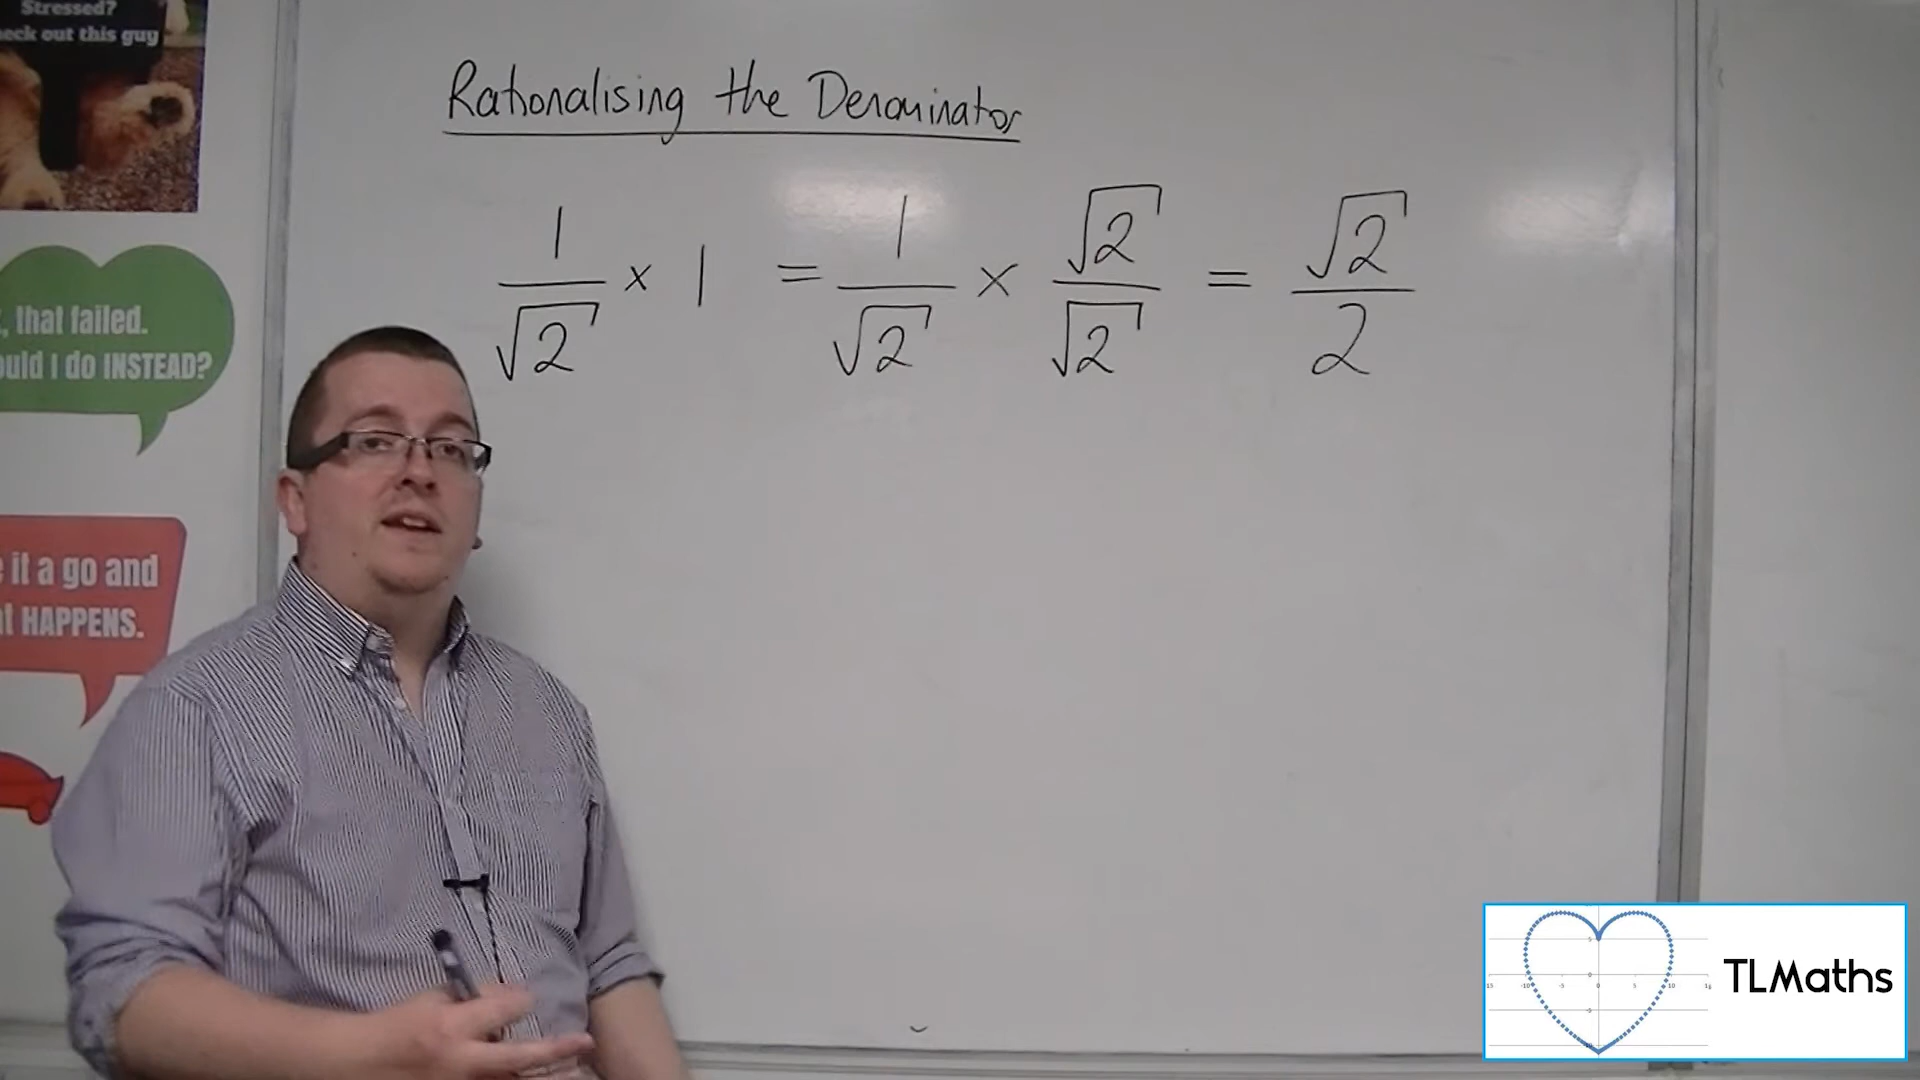 Stressed?
eck out this guy
Rationalising the Denominator
1/√2 × 1 = 1/√2 × √2/√2 = √2/2
, that failed.
ould I do INSTEAD?
it a go and
HAPPENS.
TLMaths